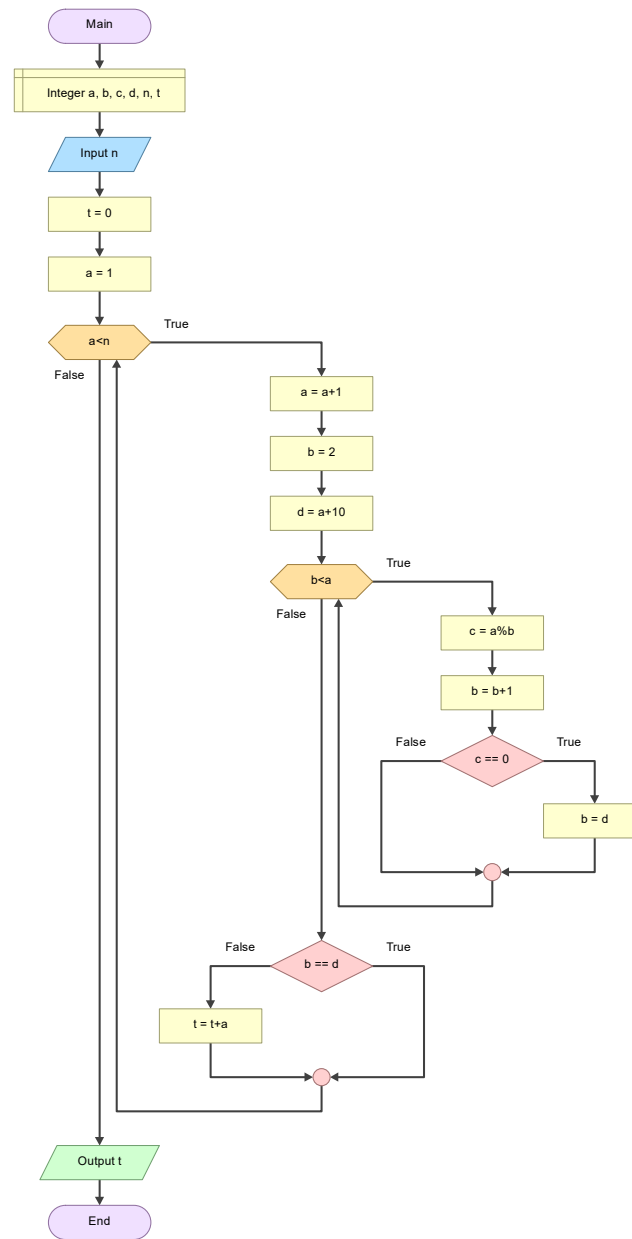 Main
Integer a, b, c, d, n, t
Input n
t = 0
a = 1
a<n
True
False
a = a+1
b = 2
d = a+10
b<a
True
False
c = a%b
b = b+1
c == 0
False
True
b = d
b == d
False
True
t = t+a
Output t
End